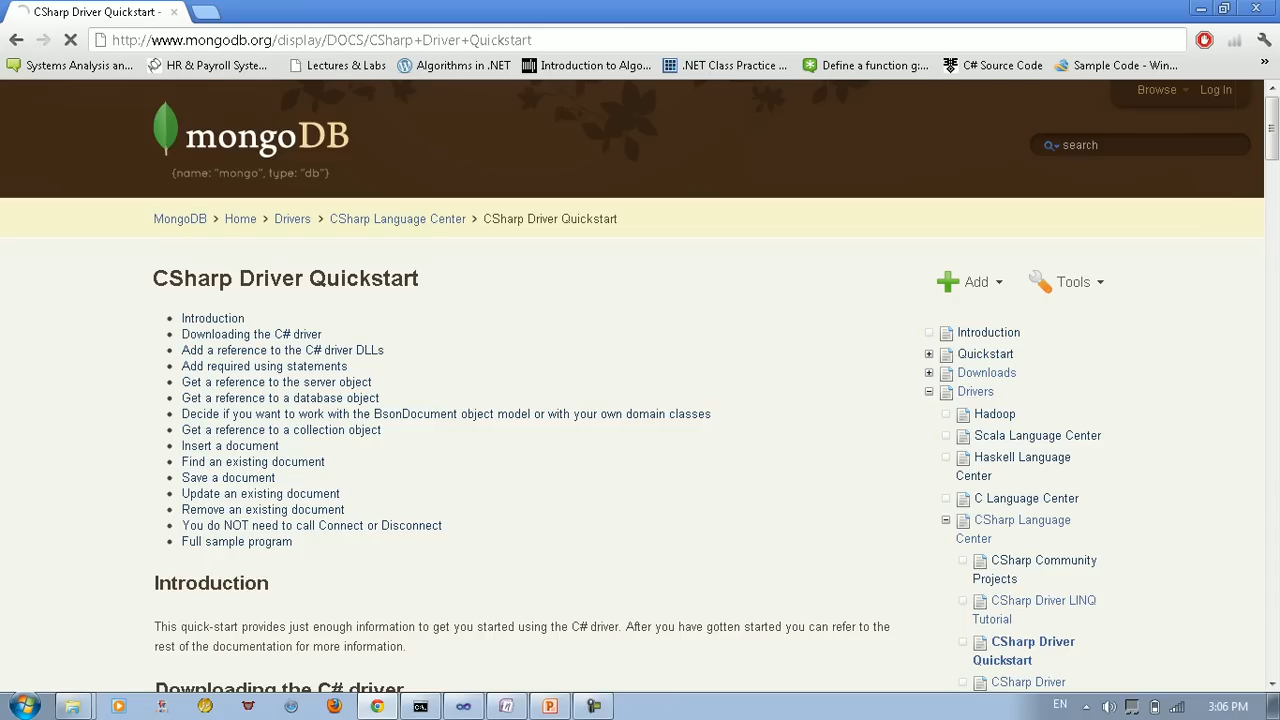 CSharp Driver Quickstart -
http://www.mongodb.org/display/DOCS/CSharp+Driver+Quickstart
Systems Analysis an... HR & Payroll Syste... Lectures & Labs Algorithms in .NET Introduction to Algo... .NET Class Practice ... Define a function g:... C# Source Code Sample Code - Win... »
Browse Log In
mongoDB
{name: "mongo", type: "db"}
search
MongoDB > Home > Drivers > CSharp Language Center > CSharp Driver Quickstart
CSharp Driver Quickstart
Introduction
Downloading the C# driver
Add a reference to the C# driver DLLs
Add required using statements
Get a reference to the server object
Get a reference to a database object
Decide if you want to work with the BsonDocument object model or with your own domain classes
Get a reference to a collection object
Insert a document
Find an existing document
Save a document
Update an existing document
Remove an existing document
You do NOT need to call Connect or Disconnect
Full sample program
Introduction
This quick-start provides just enough information to get you started using the C# driver. After you have gotten started you can refer to the
rest of the documentation for more information.
Downloading the C# driver
Add Tools
Introduction
Quickstart
Downloads
Drivers
Hadoop
Scala Language Center
Haskell Language
Center
C Language Center
CSharp Language
Center
CSharp Community
Projects
CSharp Driver LINQ
Tutorial
CSharp Driver
Quickstart
CSharp Driver
EN 3:06 PM